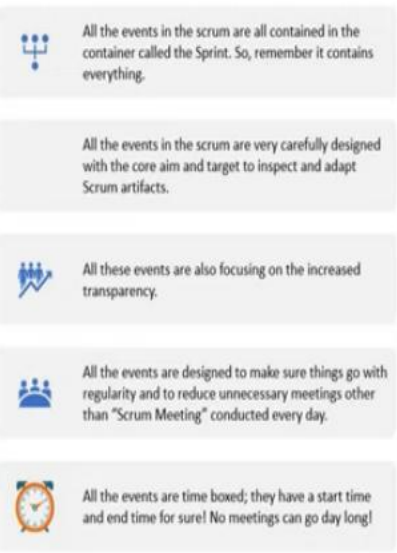 All the events in the scrum are all contained in the
container called the Sprint. So, remember it contains
everything.
All the events in the scrum are very carefully designed
with the core aim and target to inspect and adapt
Scrum artifacts.
All these events are also focusing on the increased
transparency.
All the events are designed to make sure things go with
regularity and to reduce unnecessary meetings other
than "Scrum Meeting" conducted every day.
All the events are time boxed; they have a start time
and end time for sure! No meetings can go day long!